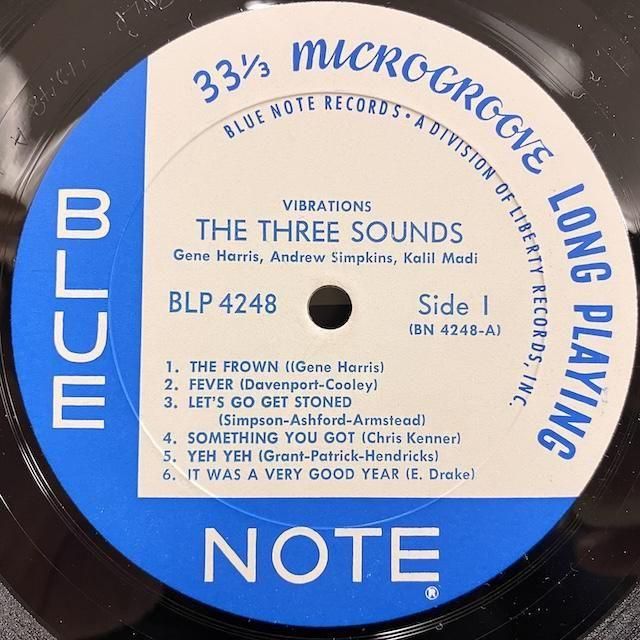 33⅓ MICROGROOVE LONG PLAYING
BLUE NOTE RECORDS • A DIVISION OF LIBERTY RECORDS, INC.
VIBRATIONS
THE THREE SOUNDS
Gene Harris, Andrew Simpkins, Kalil Madi
BLP 4248 Side 1
(BN 4248-A)
1. THE FROWN ((Gene Harris)
2. FEVER (Davenport-Cooley)
3. LET'S GO GET STONED
(Simpson-Ashford-Armstead)
4. SOMETHING YOU GOT (Chris Kenner)
5. YEH YEH (Grant-Patrick-Hendricks)
6. IT WAS A VERY GOOD YEAR (E. Drake)
BLUE
NOTE®